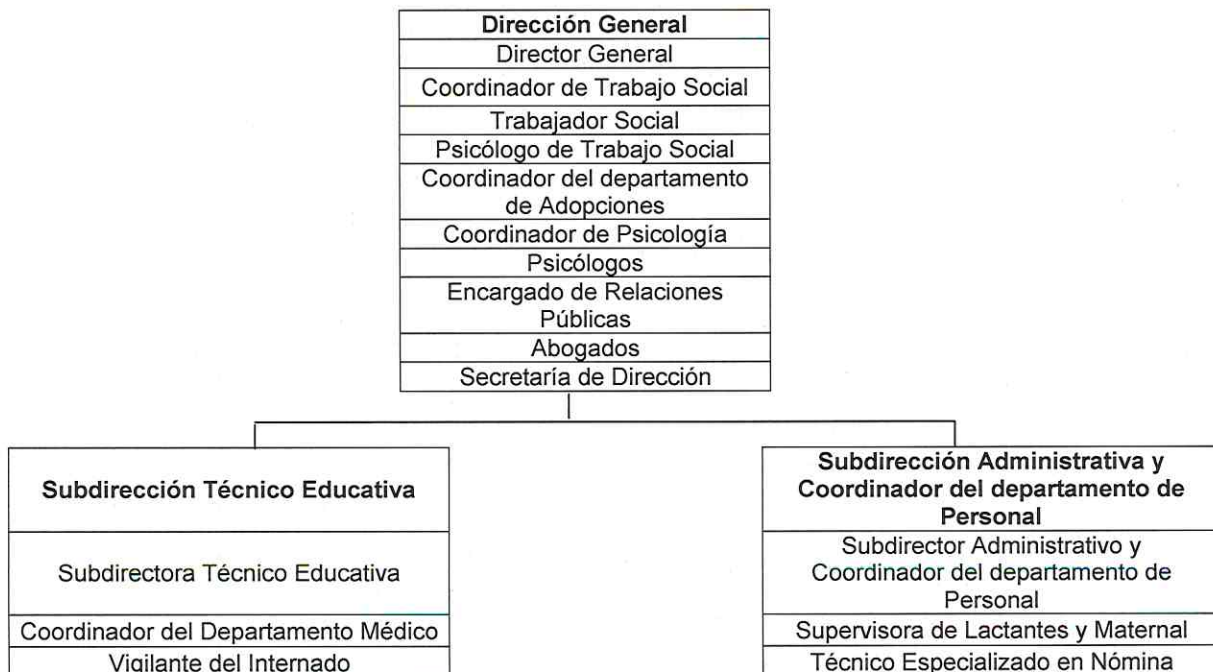 Dirección General
Director General
Coordinador de Trabajo Social
Trabajador Social
Psicólogo de Trabajo Social
Coordinador del departamento
de Adopciones
Coordinador de Psicología
Psicólogos
Encargado de Relaciones
Públicas
Abogados
Secretaría de Dirección
Subdirección Técnico Educativa
Subdirectora Técnico Educativa
Coordinador del Departamento Médico
Vigilante del Internado
Subdirección Administrativa y
Coordinador del departamento de
Personal
Subdirector Administrativo y
Coordinador del departamento de
Personal
Supervisora de Lactantes y Maternal
Técnico Especializado en Nómina